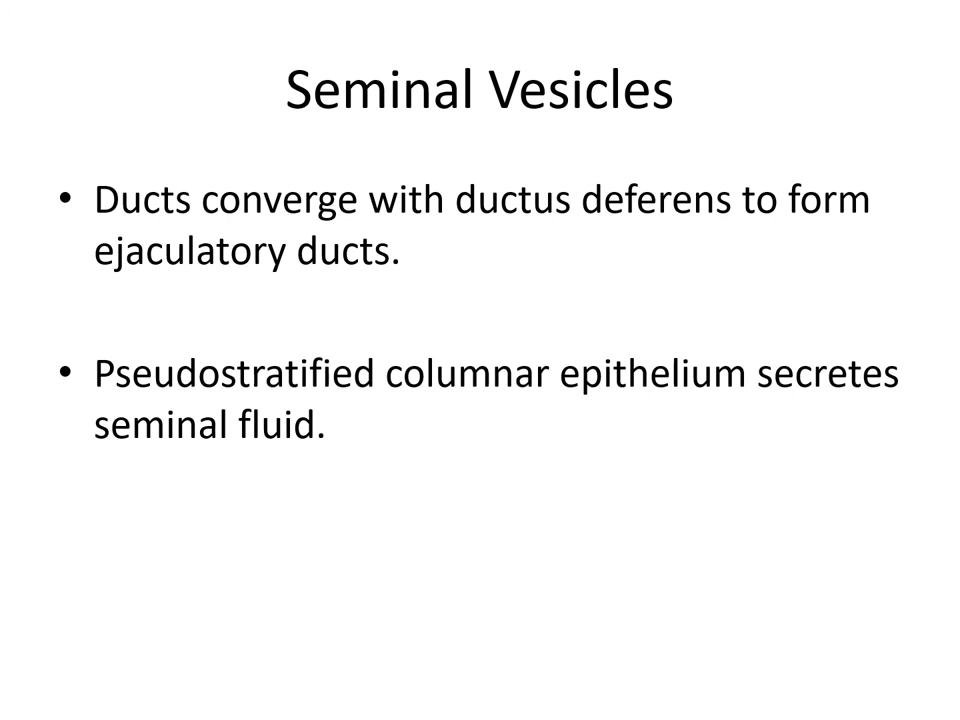 Seminal Vesicles
• Ducts converge with ductus deferens to form
ejaculatory ducts.
• Pseudostratified columnar epithelium secretes
seminal fluid.